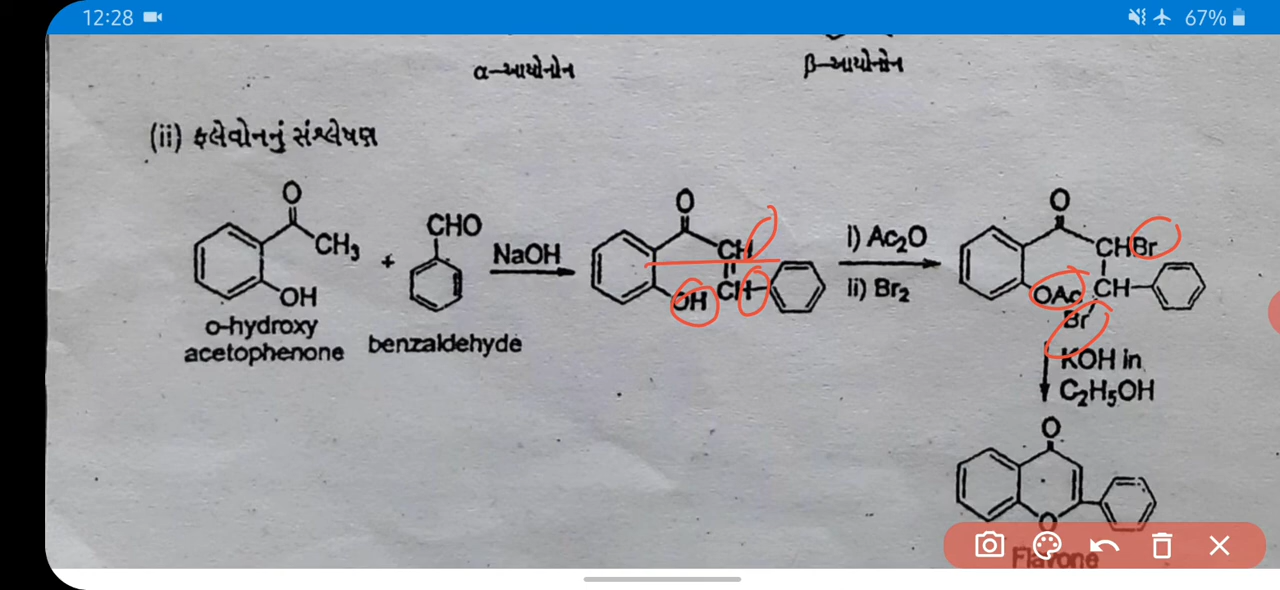 12:28
67%
α–આયોનોન
β–આયોનોન
(ii) ફ્લેવોનનું સંશ્લેષણ
O
CH₃
OH
o-hydroxy
acetophenone
+
CHO
benzaldehyde
NaOH
O
CH
CH
OH
i) Ac₂O
ii) Br₂
O
CHBr
OAc
CH
Br
KOH in
C₂H₅OH
O
O
Flavone